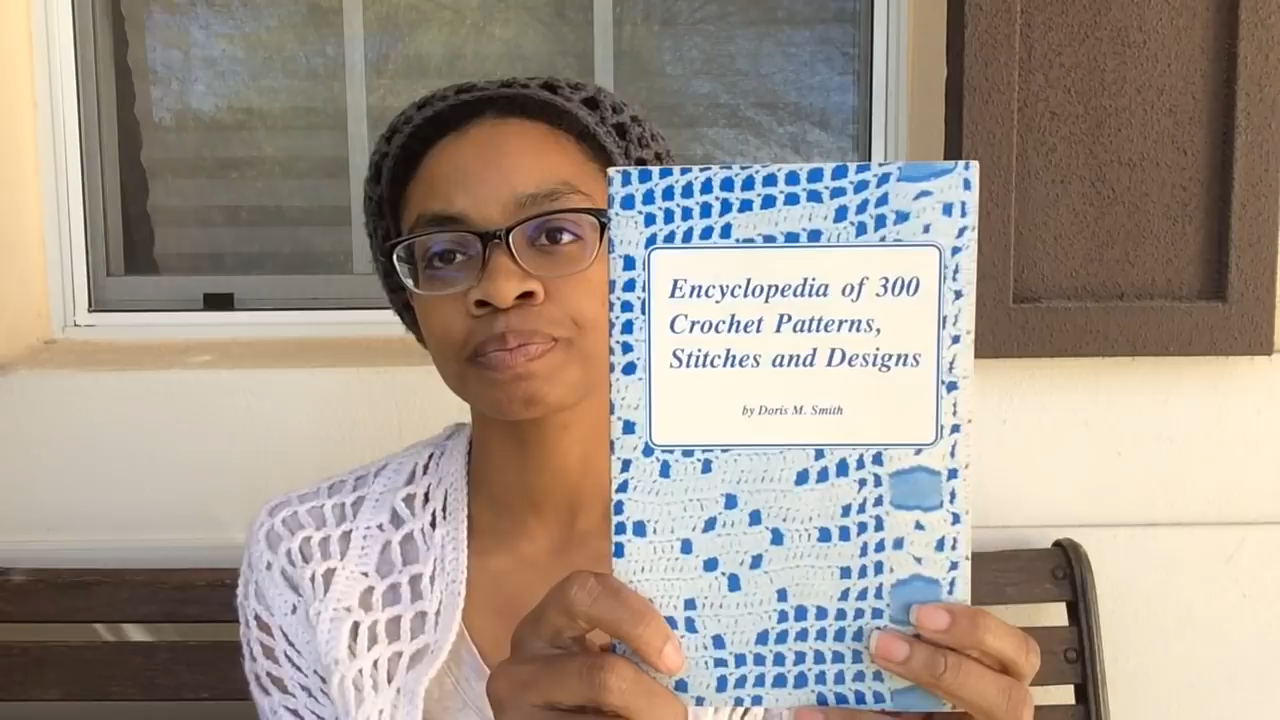 Encyclopedia of 300
Crochet Patterns,
Stitches and Designs
by Doris M. Smith